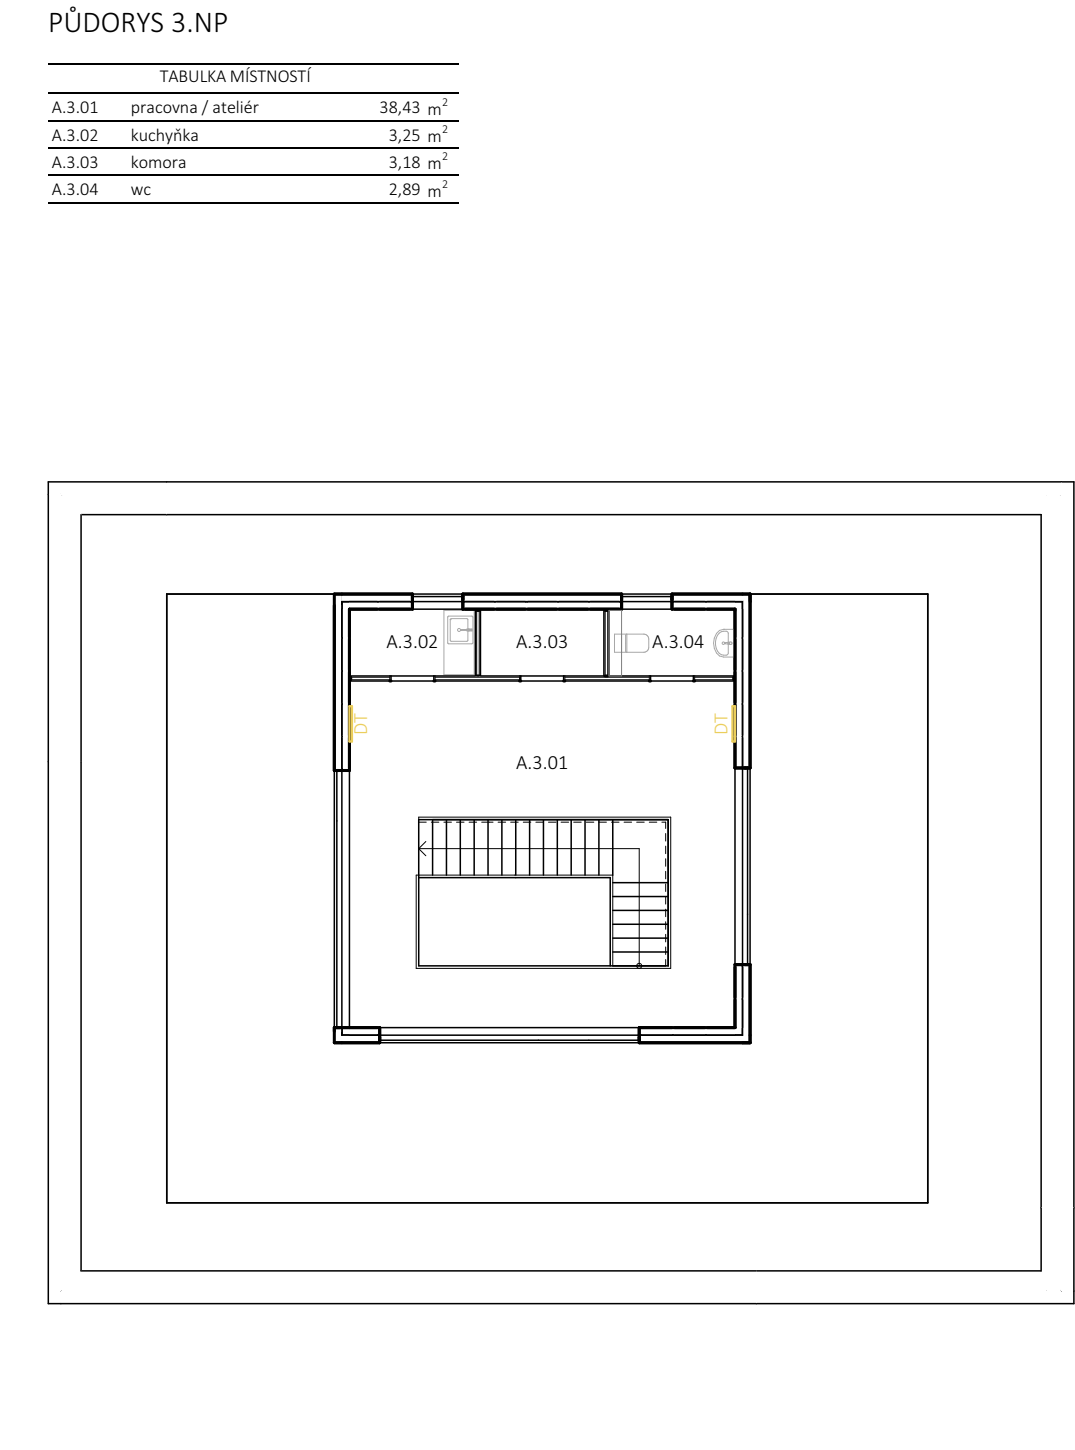 PŮDORYS 3.NP
TABULKA MÍSTNOSTÍ
A.3.01 pracovna / ateliér 38,43 m²
A.3.02 kuchyňka 3,25 m²
A.3.03 komora 3,18 m²
A.3.04 wc 2,89 m²
A.3.02 A.3.03 A.3.04
DT DT
A.3.01